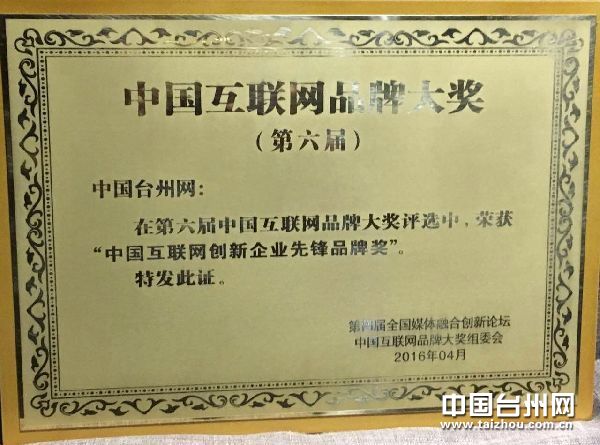 中国互联网品牌大奖
（第六届）
中国台州网：
在第六届中国互联网品牌大奖评选中，荣获
“中国互联网创新企业先锋品牌奖”。
特发此证。
第四届全国媒体融合创新论坛
中国互联网品牌大奖组委会
2016年04月
中国台州网
www.taizhou.com.cn